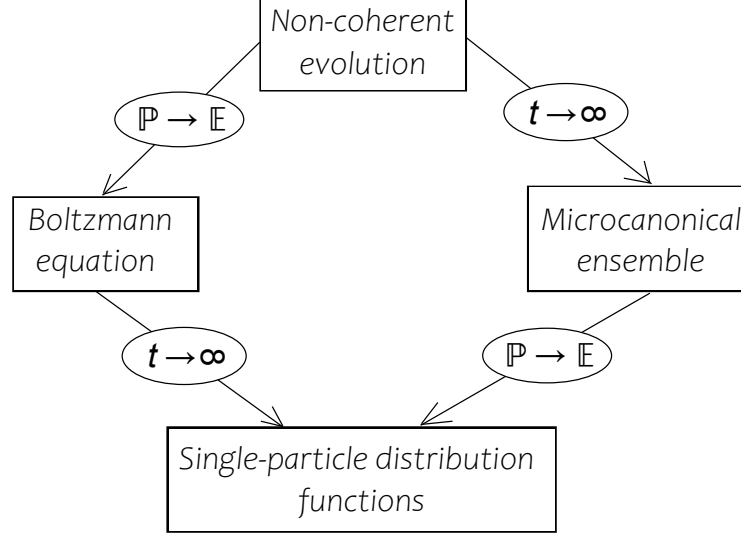 Non-coherent
evolution
ℙ → 𝔼
t → ∞
Boltzmann
equation
Microcanonical
ensemble
t → ∞
ℙ → 𝔼
Single-particle distribution
functions